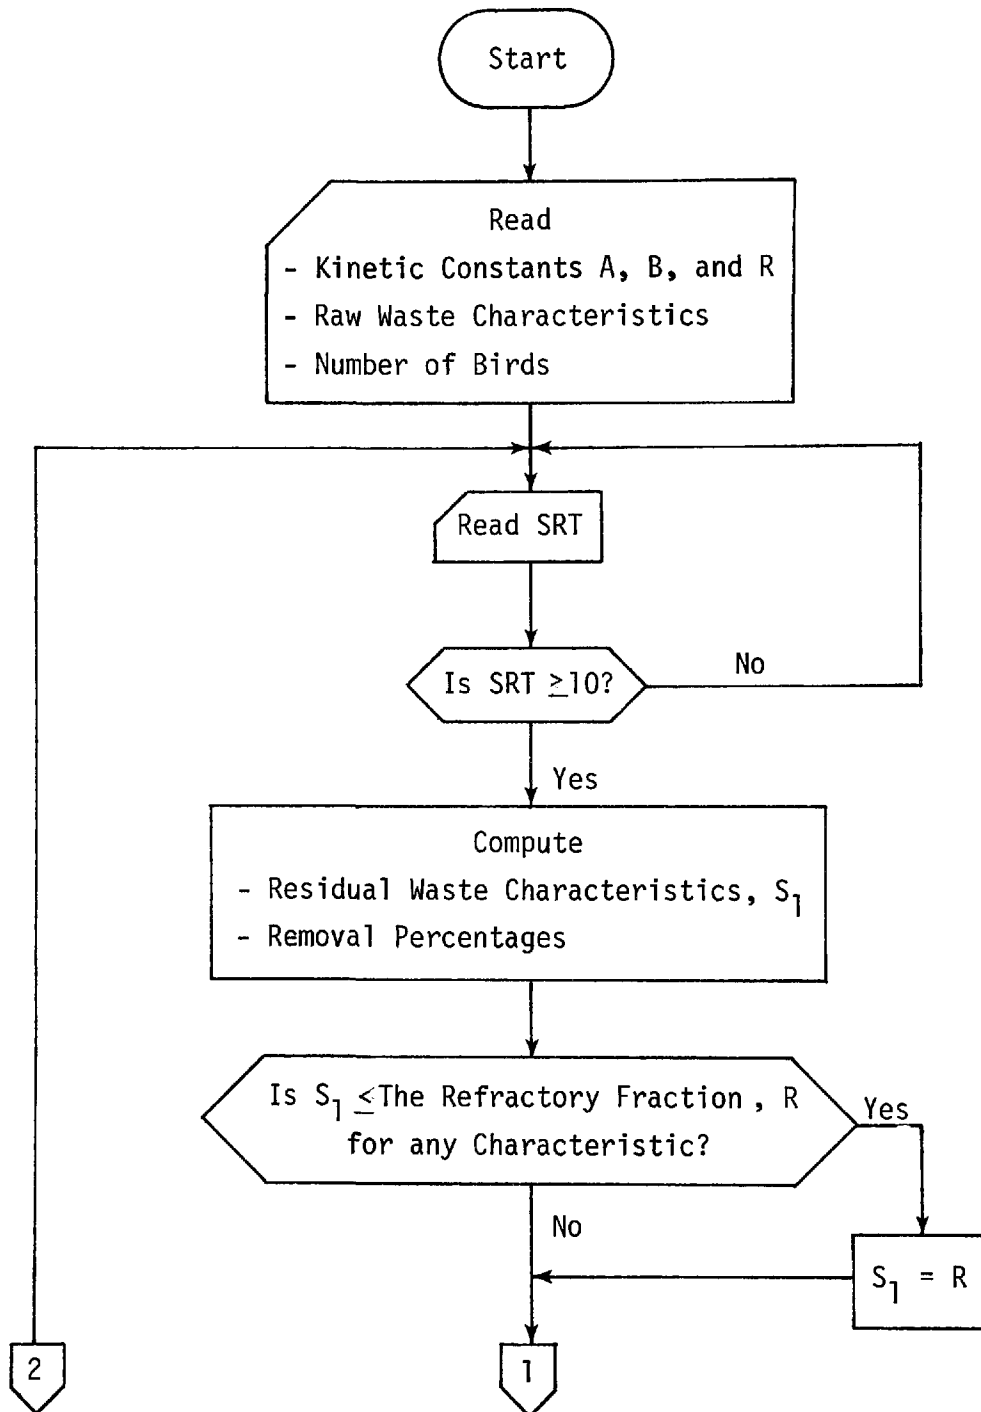 Start
Read
- Kinetic Constants A, B, and R
- Raw Waste Characteristics
- Number of Birds
Read SRT
Is SRT ≥10?
No
Yes
Compute
- Residual Waste Characteristics, S₁
- Removal Percentages
Is S₁ ≤The Refractory Fraction, R
for any Characteristic?
Yes
No
S₁ = R
2
1